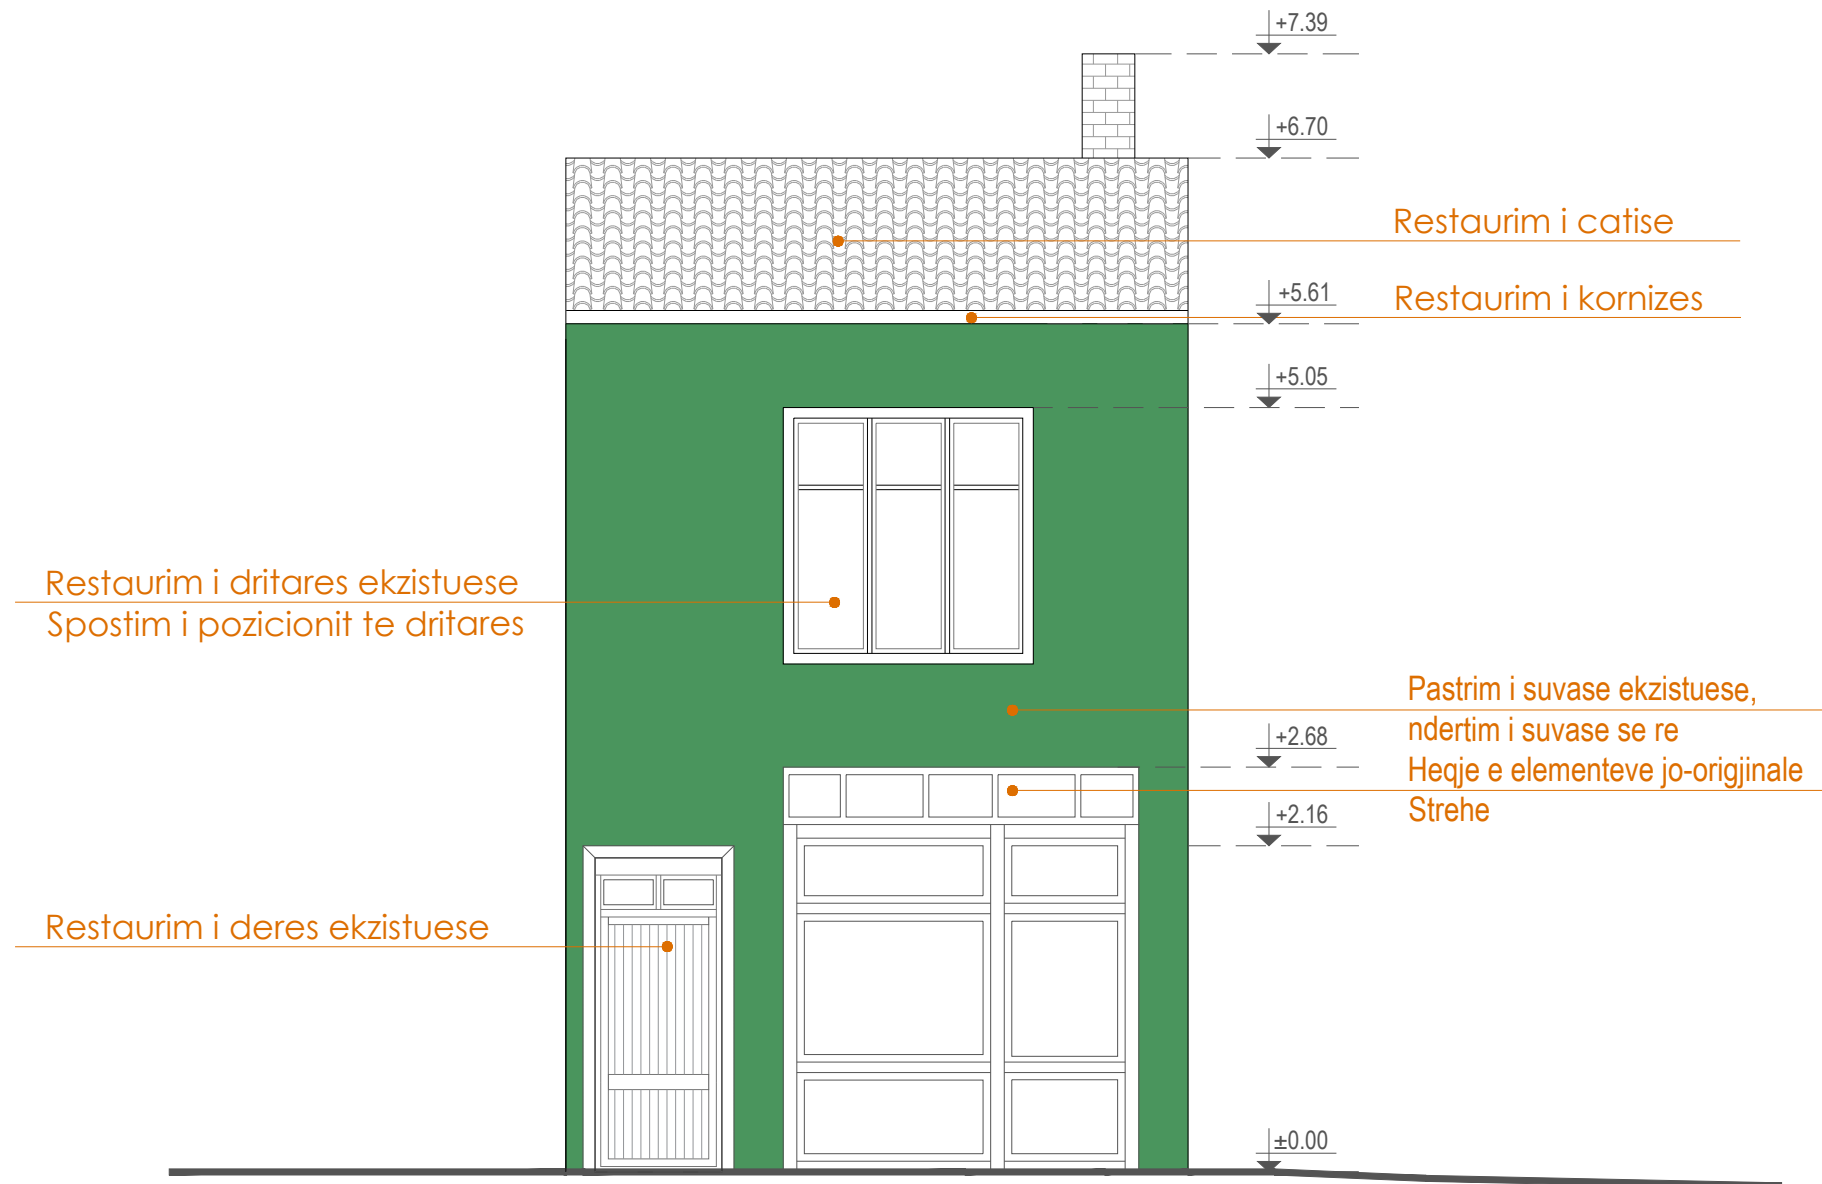 +7.39
+6.70
Restaurim i catise
+5.61
Restaurim i kornizes
+5.05
Restaurim i dritares ekzistuese
Spostim i pozicionit te dritares
Pastrim i suvase ekzistuese,
ndertim i suvase se re
+2.68
Heqje e elementeve jo-origjinale
Strehe
+2.16
Restaurim i deres ekzistuese
±0.00